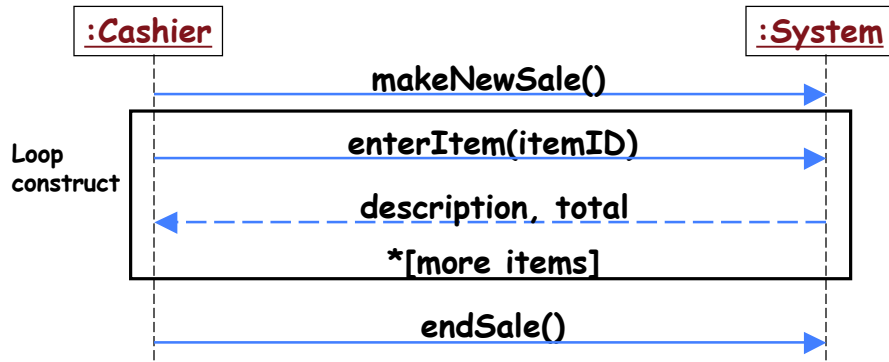 :Cashier
:System
makeNewSale()
Loop
construct
enterItem(itemID)
description, total
*[more items]
endSale()